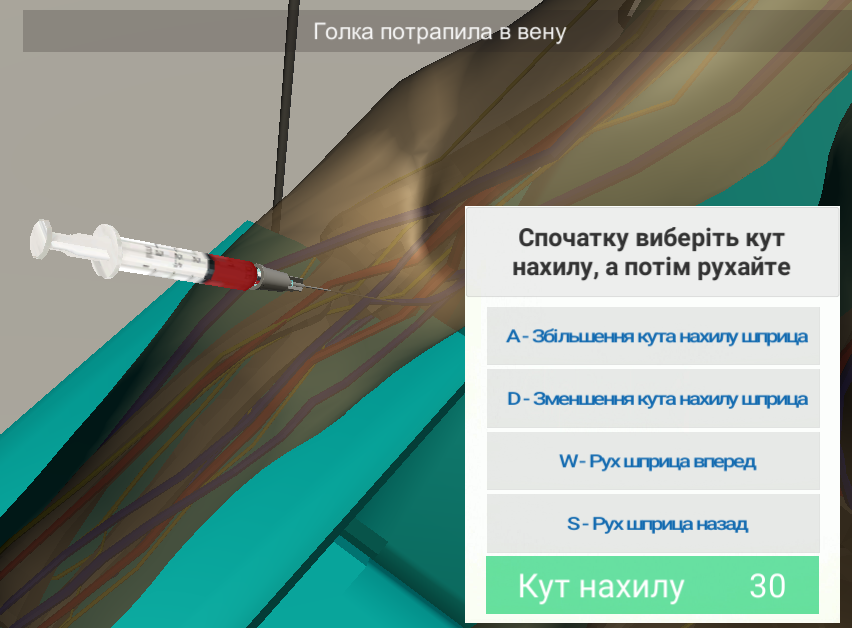 Голка потрапила в вену
Спочатку виберіть кут
нахилу, а потім рухайте
A - Збільшення кута нахилу шприца
D - Зменшення кута нахилу шприца
W - Рух шприца вперед
S - Рух шприца назад
Кут нахилу 30